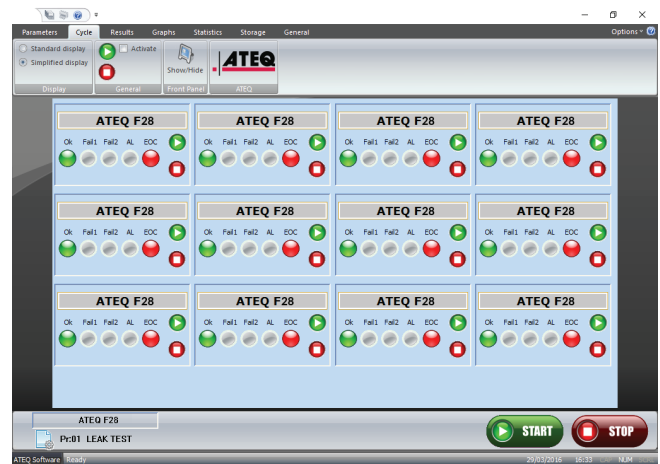 Parameters Cycle Results Graphs Statistics Storage General Options
Standard display Activate
Simplified display Show/Hide ATEQ
Display General Front Panel ATEQ
ATEQ F28 ATEQ F28 ATEQ F28 ATEQ F28
Ok Fail1 Fail2 AL EOC Ok Fail1 Fail2 AL EOC Ok Fail1 Fail2 AL EOC Ok Fail1 Fail2 AL EOC
ATEQ F28 ATEQ F28 ATEQ F28 ATEQ F28
Ok Fail1 Fail2 AL EOC Ok Fail1 Fail2 AL EOC Ok Fail1 Fail2 AL EOC Ok Fail1 Fail2 AL EOC
ATEQ F28 ATEQ F28 ATEQ F28 ATEQ F28
Ok Fail1 Fail2 AL EOC Ok Fail1 Fail2 AL EOC Ok Fail1 Fail2 AL EOC Ok Fail1 Fail2 AL EOC
ATEQ F28
Pr:01 LEAK TEST START STOP
ATEQ Software Ready 29/03/2016 16:33 CAP NUM SCRL